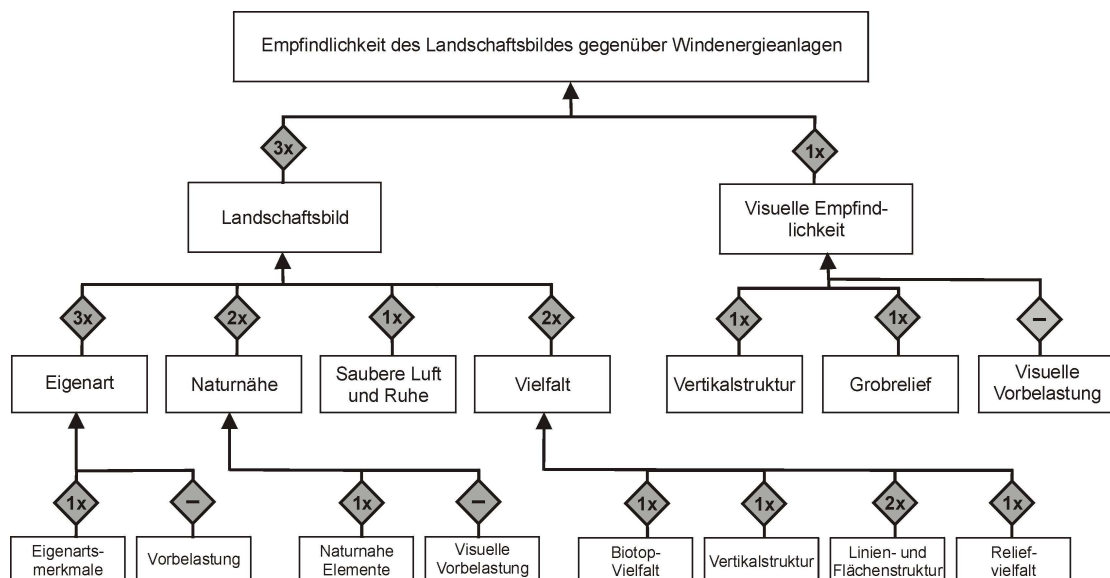 Empfindlichkeit des Landschaftsbildes gegenüber Windenergieanlagen
3x
1x
Landschaftsbild
Visuelle Empfind-
lichkeit
3x
2x
1x
2x
1x
1x
–
Eigenart
Naturnähe
Saubere Luft
und Ruhe
Vielfalt
Vertikalstruktur
Grobrelief
Visuelle
Vorbelastung
1x
–
1x
–
1x
1x
2x
1x
Eigenarts-
merkmale
Vorbelastung
Naturnahe
Elemente
Visuelle
Vorbelastung
Biotop-
Vielfalt
Vertikalstruktur
Linien- und
Flächenstruktur
Relief-
vielfalt